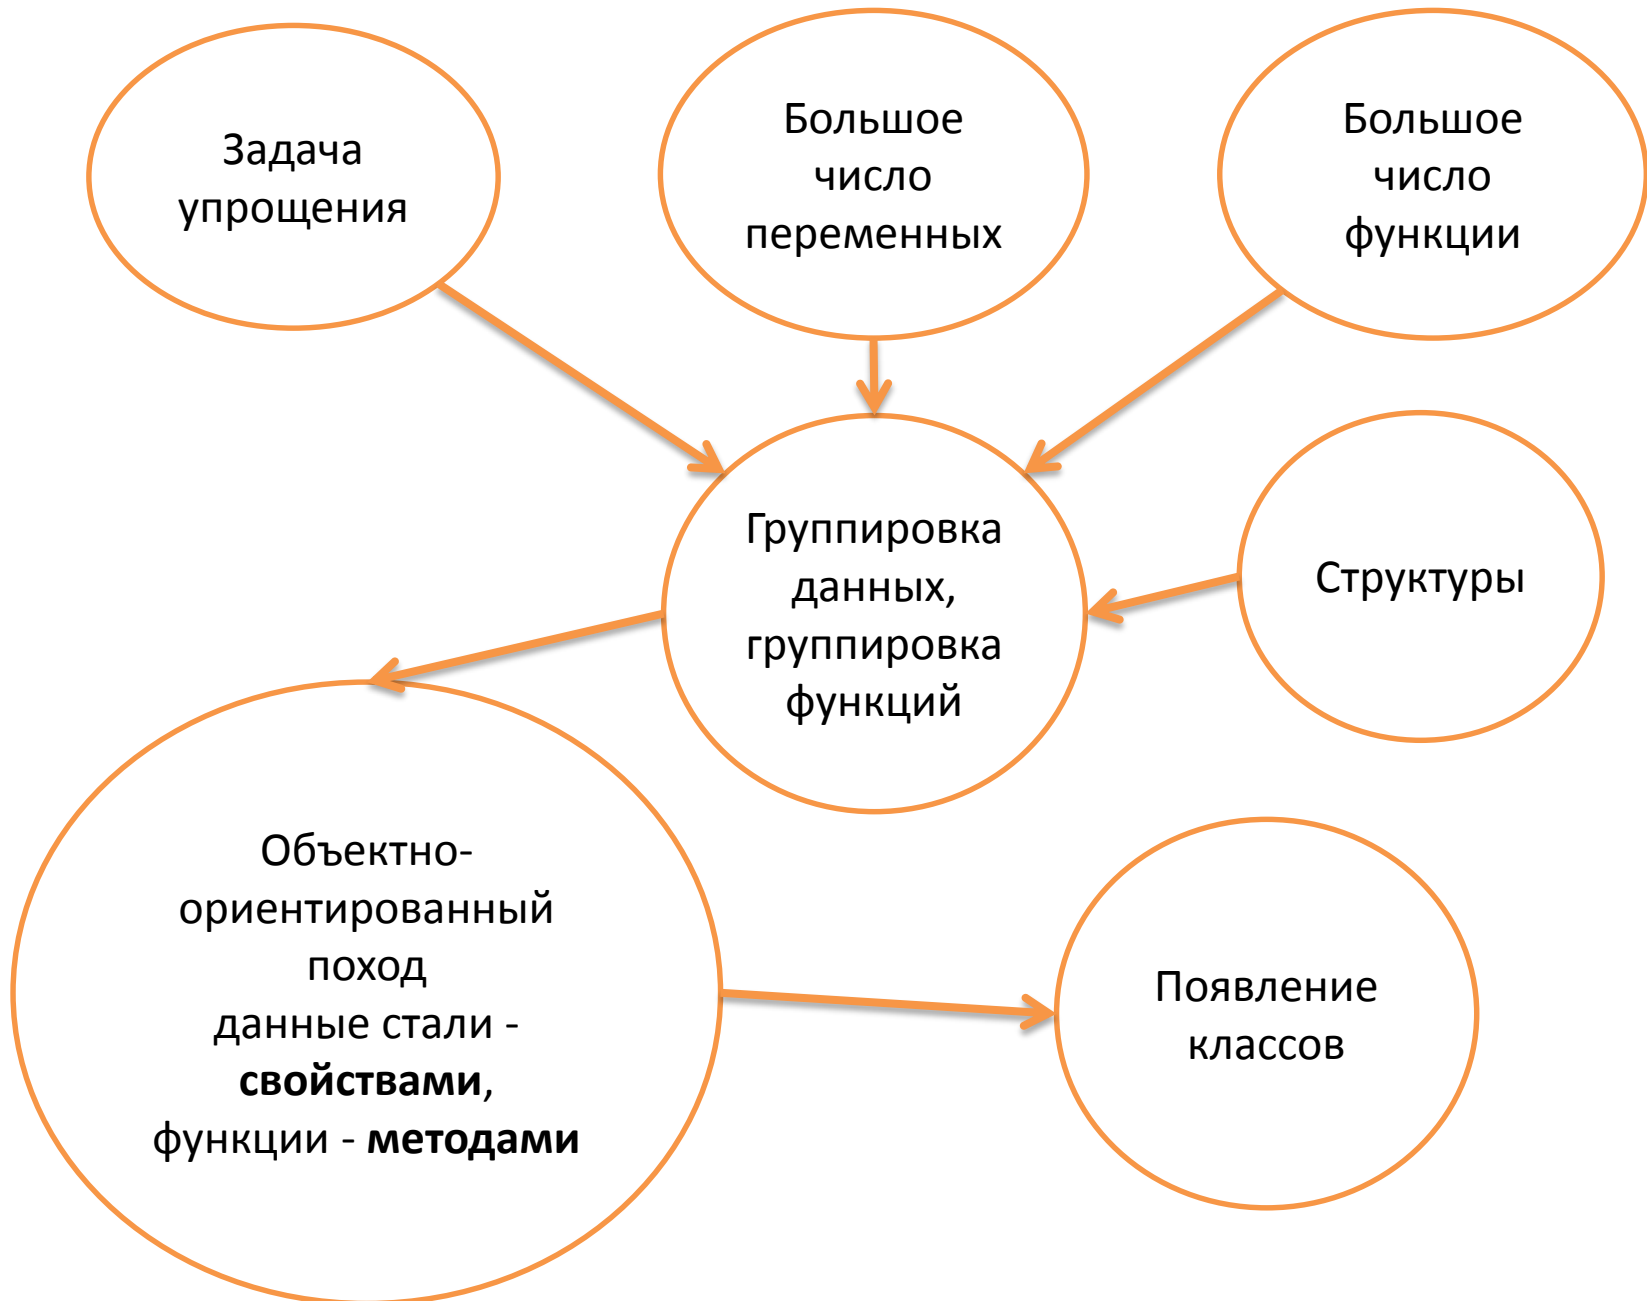 Задача
упрощения
Большое
число
переменных
Большое
число
функции
Группировка
данных,
группировка
функций
Структуры
Объектно-
ориентированный
поход
данные стали -
свойствами,
функции - методами
Появление
классов